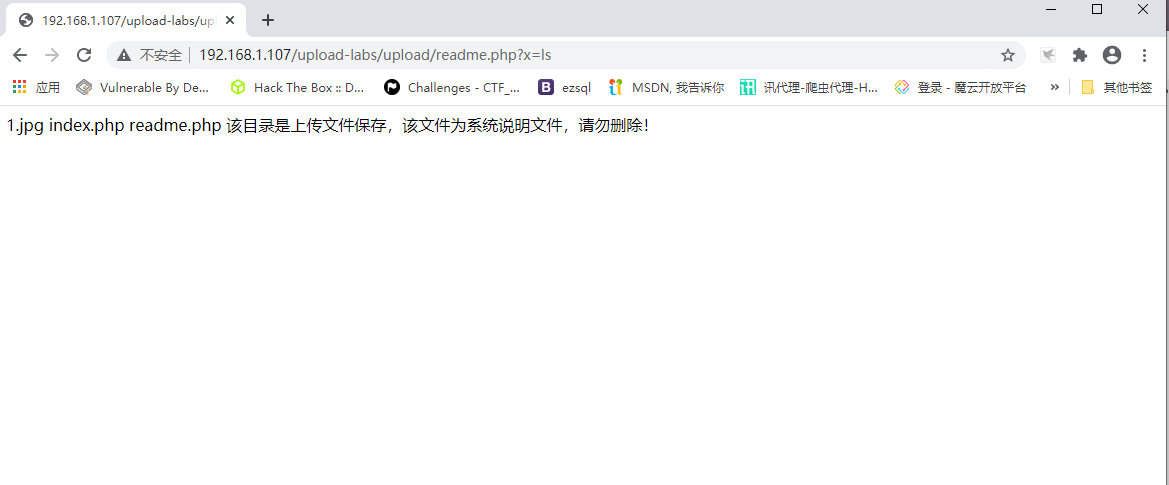 192.168.1.107/upload-labs/upl
不安全 192.168.1.107/upload-labs/upload/readme.php?x=ls
应用 Vulnerable By De... Hack The Box :: D... Challenges - CTF_... B ezsql MSDN, 我告诉你 讯代理-爬虫代理-H... 登录 - 魔云开放平台 » 其他书签
1.jpg index.php readme.php 该目录是上传文件保存，该文件为系统说明文件，请勿删除!